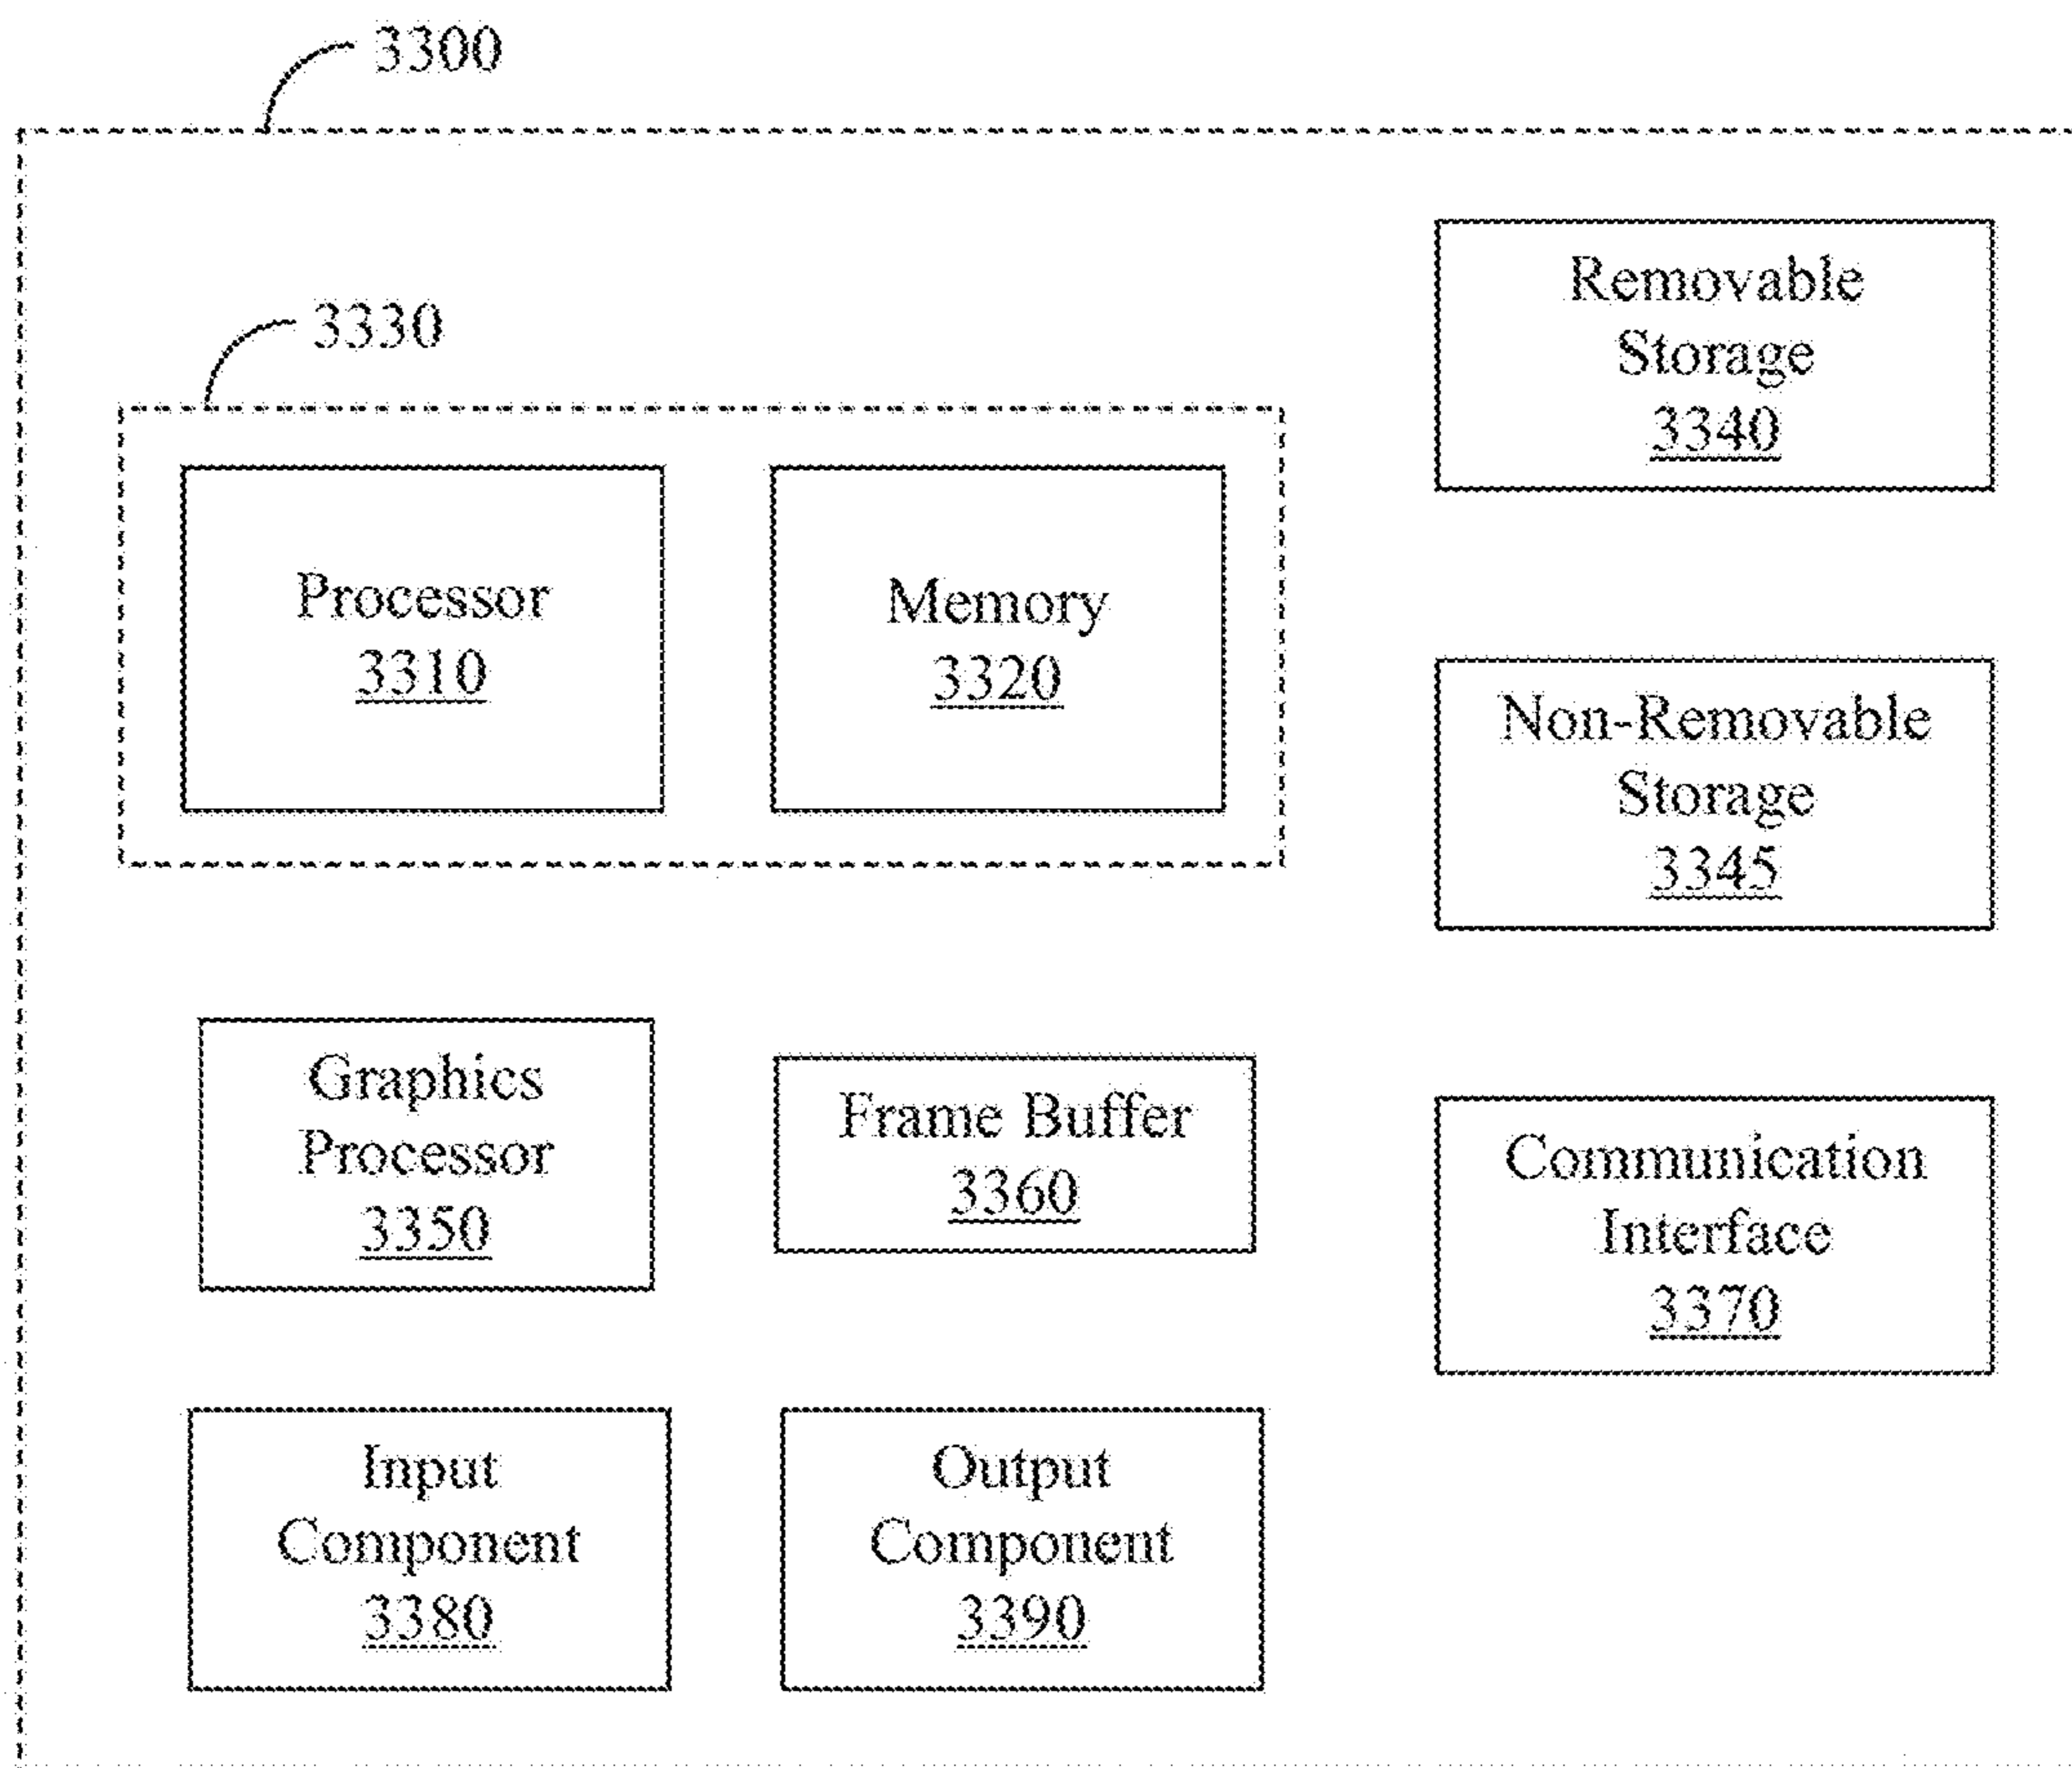 3300
3330
Processor
3310
Memory
3320
Removable
Storage
3340
Non-Removable
Storage
3345
Graphics
Processor
3350
Frame Buffer
3360
Communication
Interface
3370
Input
Component
3380
Output
Component
3390